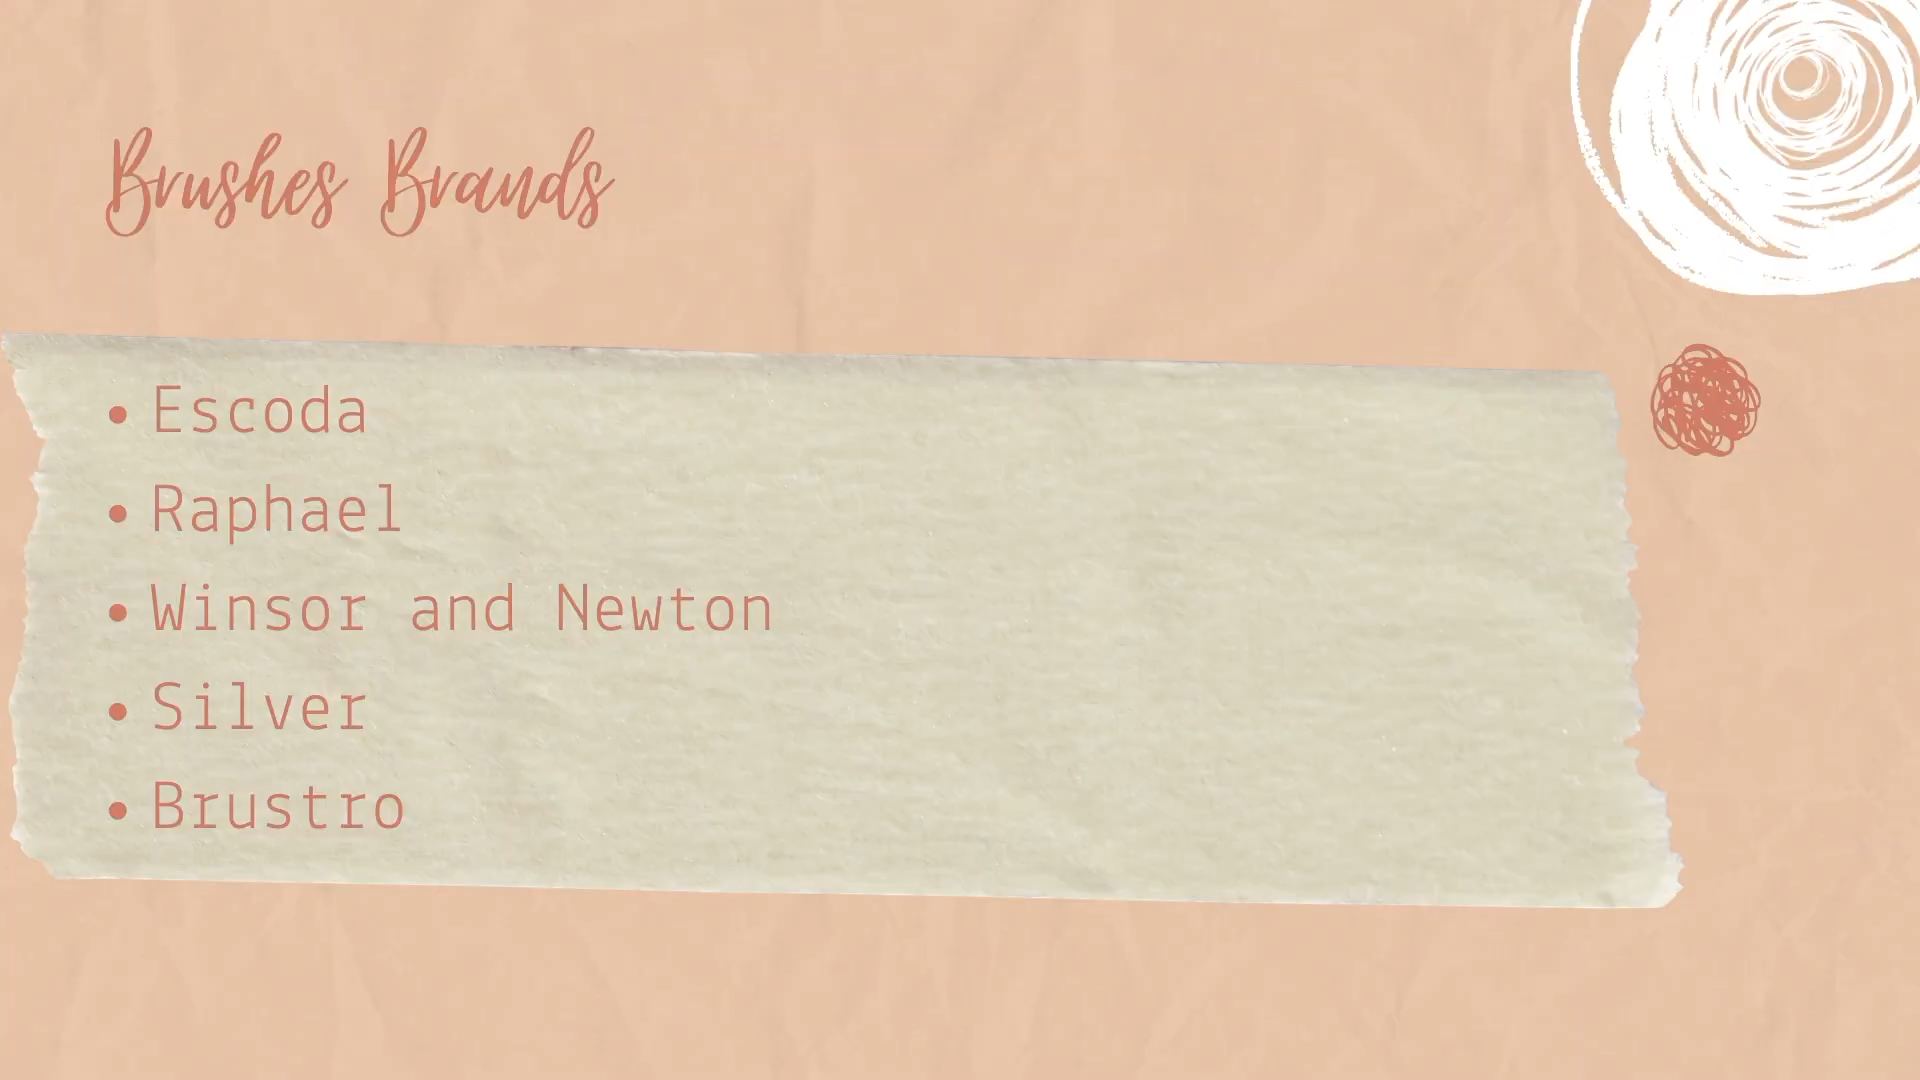 Brushes Brands
• Escoda
• Raphael
• Winsor and Newton
• Silver
• Brustro